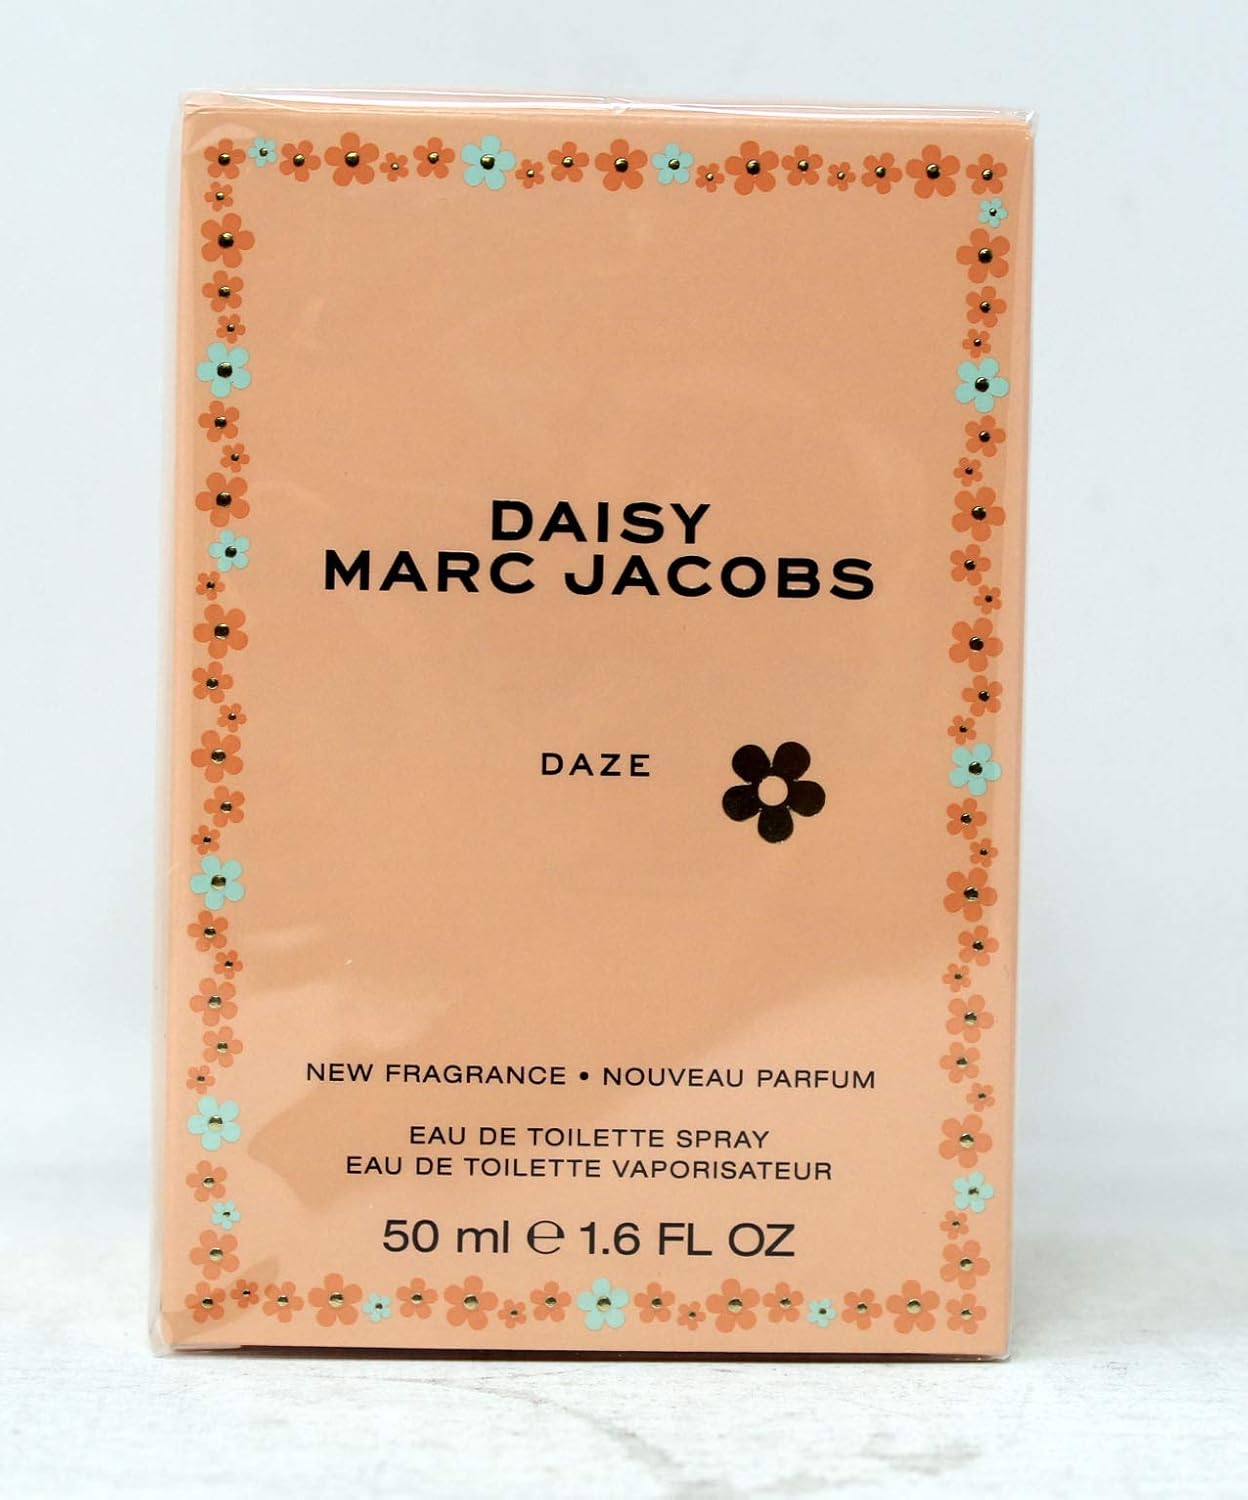 DAISY
MARC JACOBS
DAZE
NEW FRAGRANCE • NOUVEAU PARFUM
EAU DE TOILETTE SPRAY
EAU DE TOILETTE VAPORISATEUR
50 ml ℮ 1.6 FL OZ